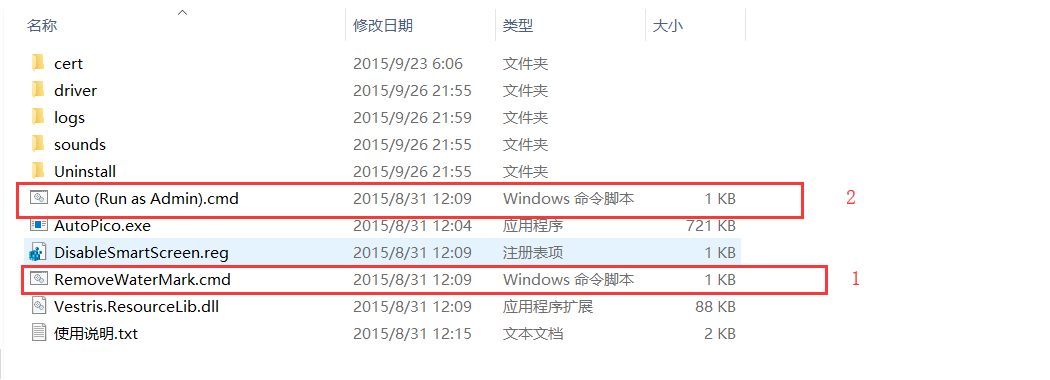 名称 修改日期 类型 大小
cert 2015/9/23 6:06 文件夹
driver 2015/9/26 21:55 文件夹
logs 2015/9/26 21:59 文件夹
sounds 2015/9/26 21:55 文件夹
Uninstall 2015/9/26 21:55 文件夹
Auto (Run as Admin).cmd 2015/8/31 12:09 Windows 命令脚本 1 KB 2
AutoPico.exe 2015/8/31 12:04 应用程序 721 KB
DisableSmartScreen.reg 2015/8/31 12:09 注册表项 1 KB
RemoveWaterMark.cmd 2015/8/31 12:09 Windows 命令脚本 1 KB 1
Vestris.ResourceLib.dll 2015/8/31 12:09 应用程序扩展 88 KB
使用说明.txt 2015/8/31 12:15 文本文档 2 KB